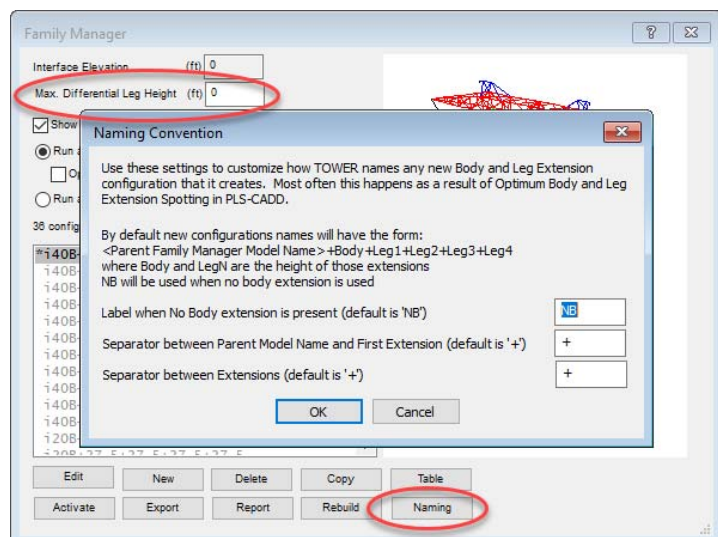 Family Manager
Interface Elevation (ft) 0
Max. Differential Leg Height (ft) 0
Show
Naming Convention
Run
Use these settings to customize how TOWER names any new Body and Leg Extension
configuration that it creates. Most often this happens as a result of Optimum Body and Leg
Extension Spotting in PLS-CADD.
Run
By default new configurations names will have the form:
36
<Parent Family Manager Model Name>+Body+Leg1+Leg2+Leg3+Leg4
*i40B
where Body and LegN are the height of those extensions
i40B-
NB will be used when no body extension is used
i40B-
i40B-
Label when No Body extension is present (default is 'NB') NB
i40B-
Separator between Parent Model Name and First Extension (default is '+') +
i40B-
i40B-
Separator between Extensions (default is '+') +
i40B-
i40B-
OK Cancel
i40B-
i40B-
i20B-
Edit New Delete Copy Table
Activate Export Report Rebuild Naming